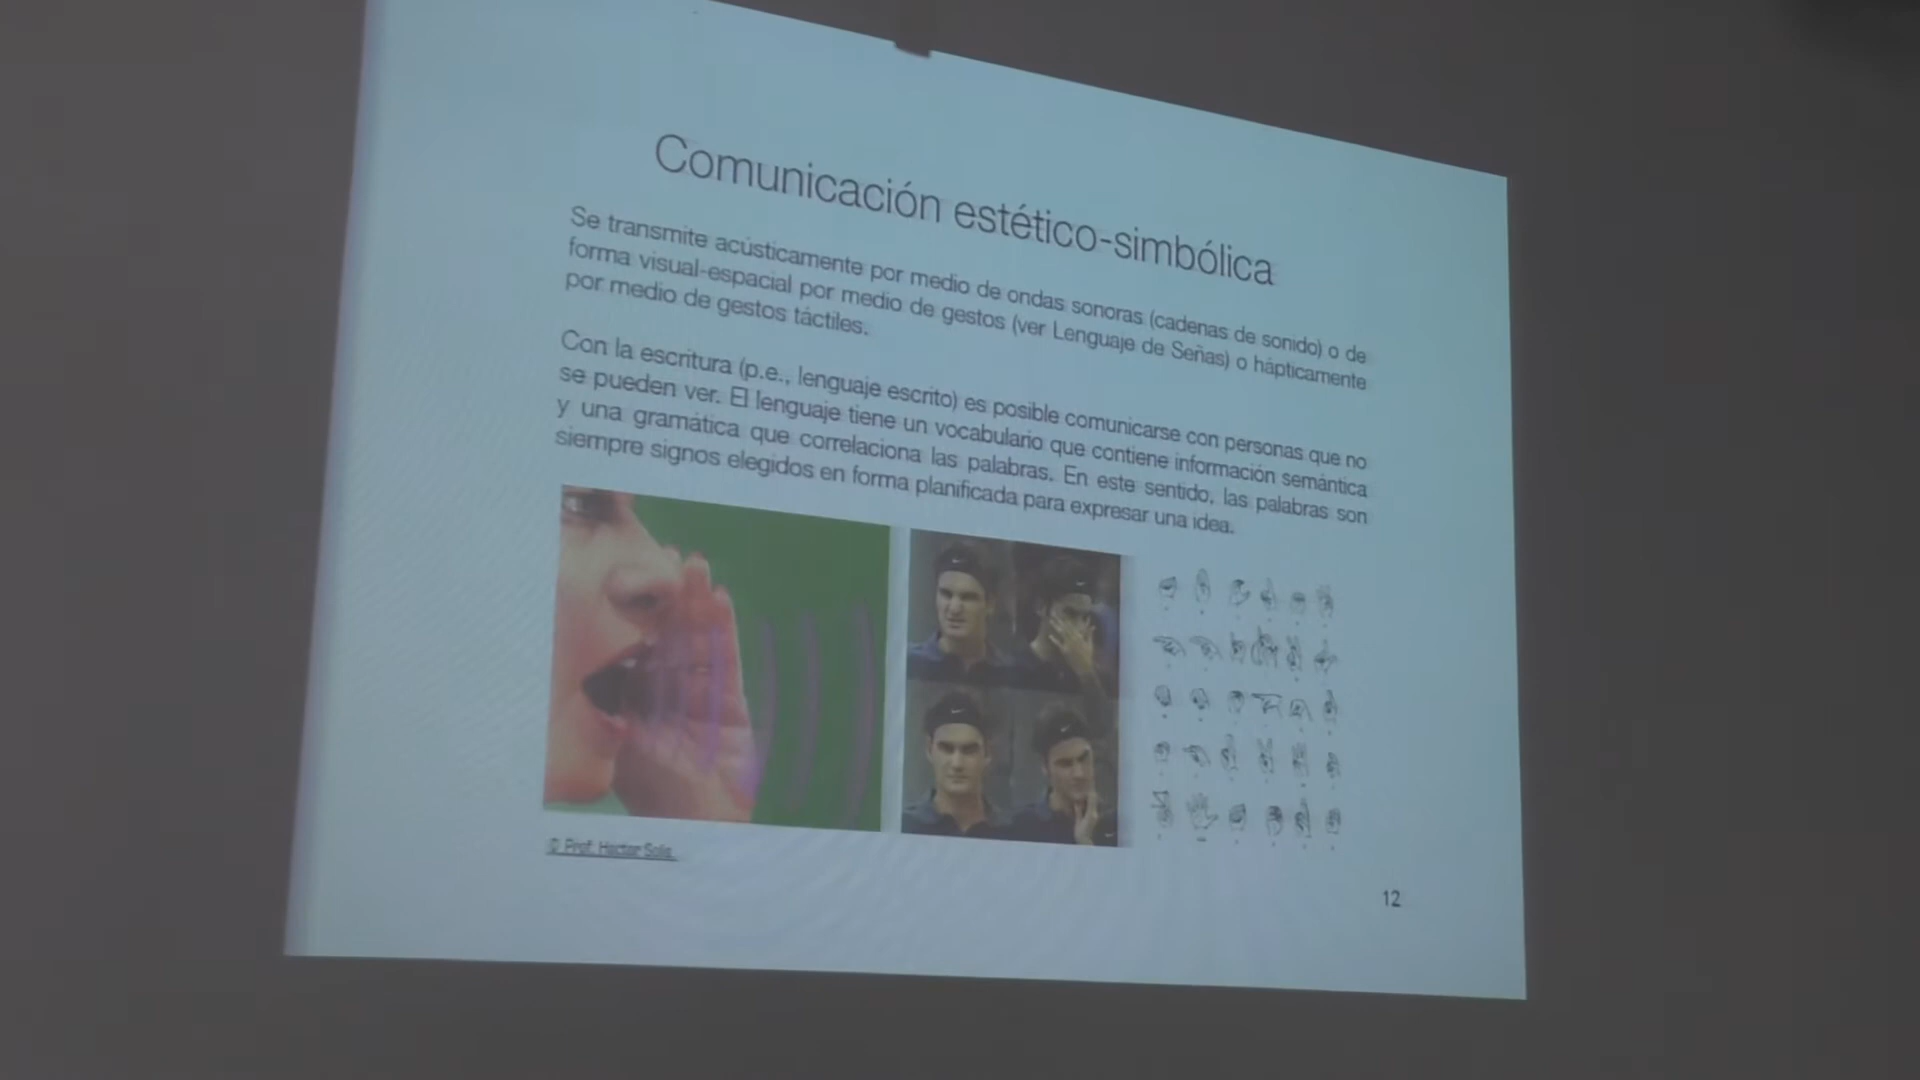 Comunicación estético-simbólica
Se transmite acústicamente por medio de ondas sonoras (cadenas de sonido) o de
forma visual-espacial por medio de gestos (ver Lenguaje de Señas) o hápticamente
por medio de gestos táctiles.
Con la escritura (p.e., lenguaje escrito) es posible comunicarse con personas que no
se pueden ver. El lenguaje tiene un vocabulario que contiene información semántica
y una gramática que correlaciona las palabras. En este sentido, las palabras son
siempre signos elegidos en forma planificada para expresar una idea.
© Prof. Hector Solis
12